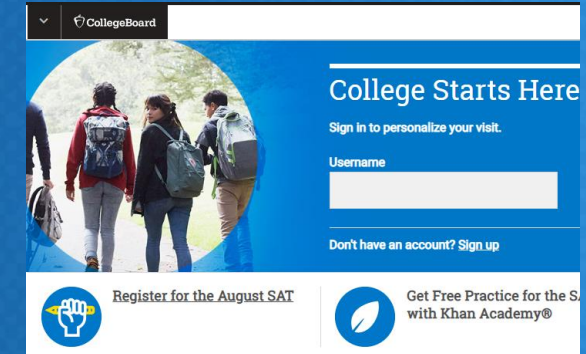 CollegeBoard
College Starts Here
Sign in to personalize your visit.
Username
Don't have an account? Sign up
Register for the August SAT
Get Free Practice for the S
with Khan Academy®